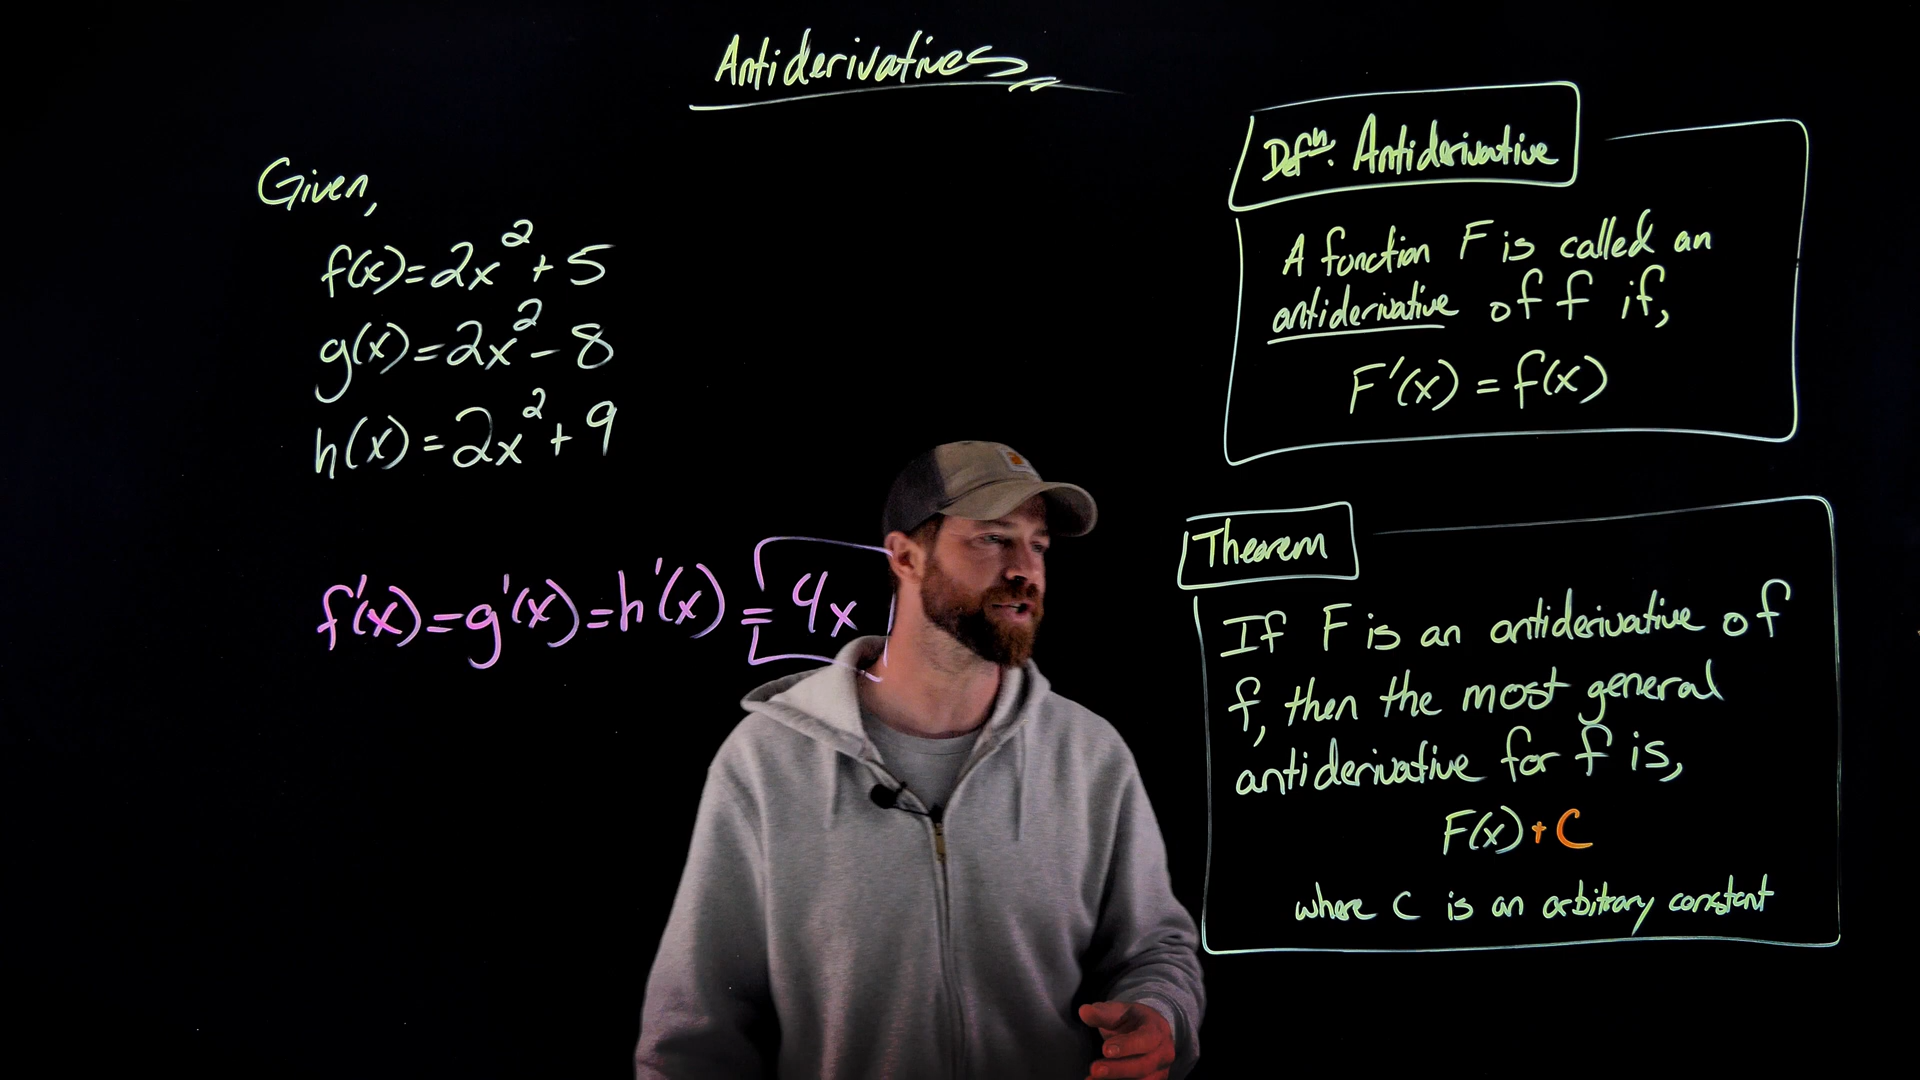 Antiderivatives
Given,
f(x)=2x²+5
g(x)=2x²-8
h(x)=2x²+9
f'(x)=g'(x)=h'(x)=4x
Defⁿ: Antiderivative
A function F is called an
antiderivative of f if,
F'(x) = f(x)
Theorem
If F is an antiderivative of
f, then the most general
antiderivative for f is,
F(x)+C
where C is an arbitrary constant